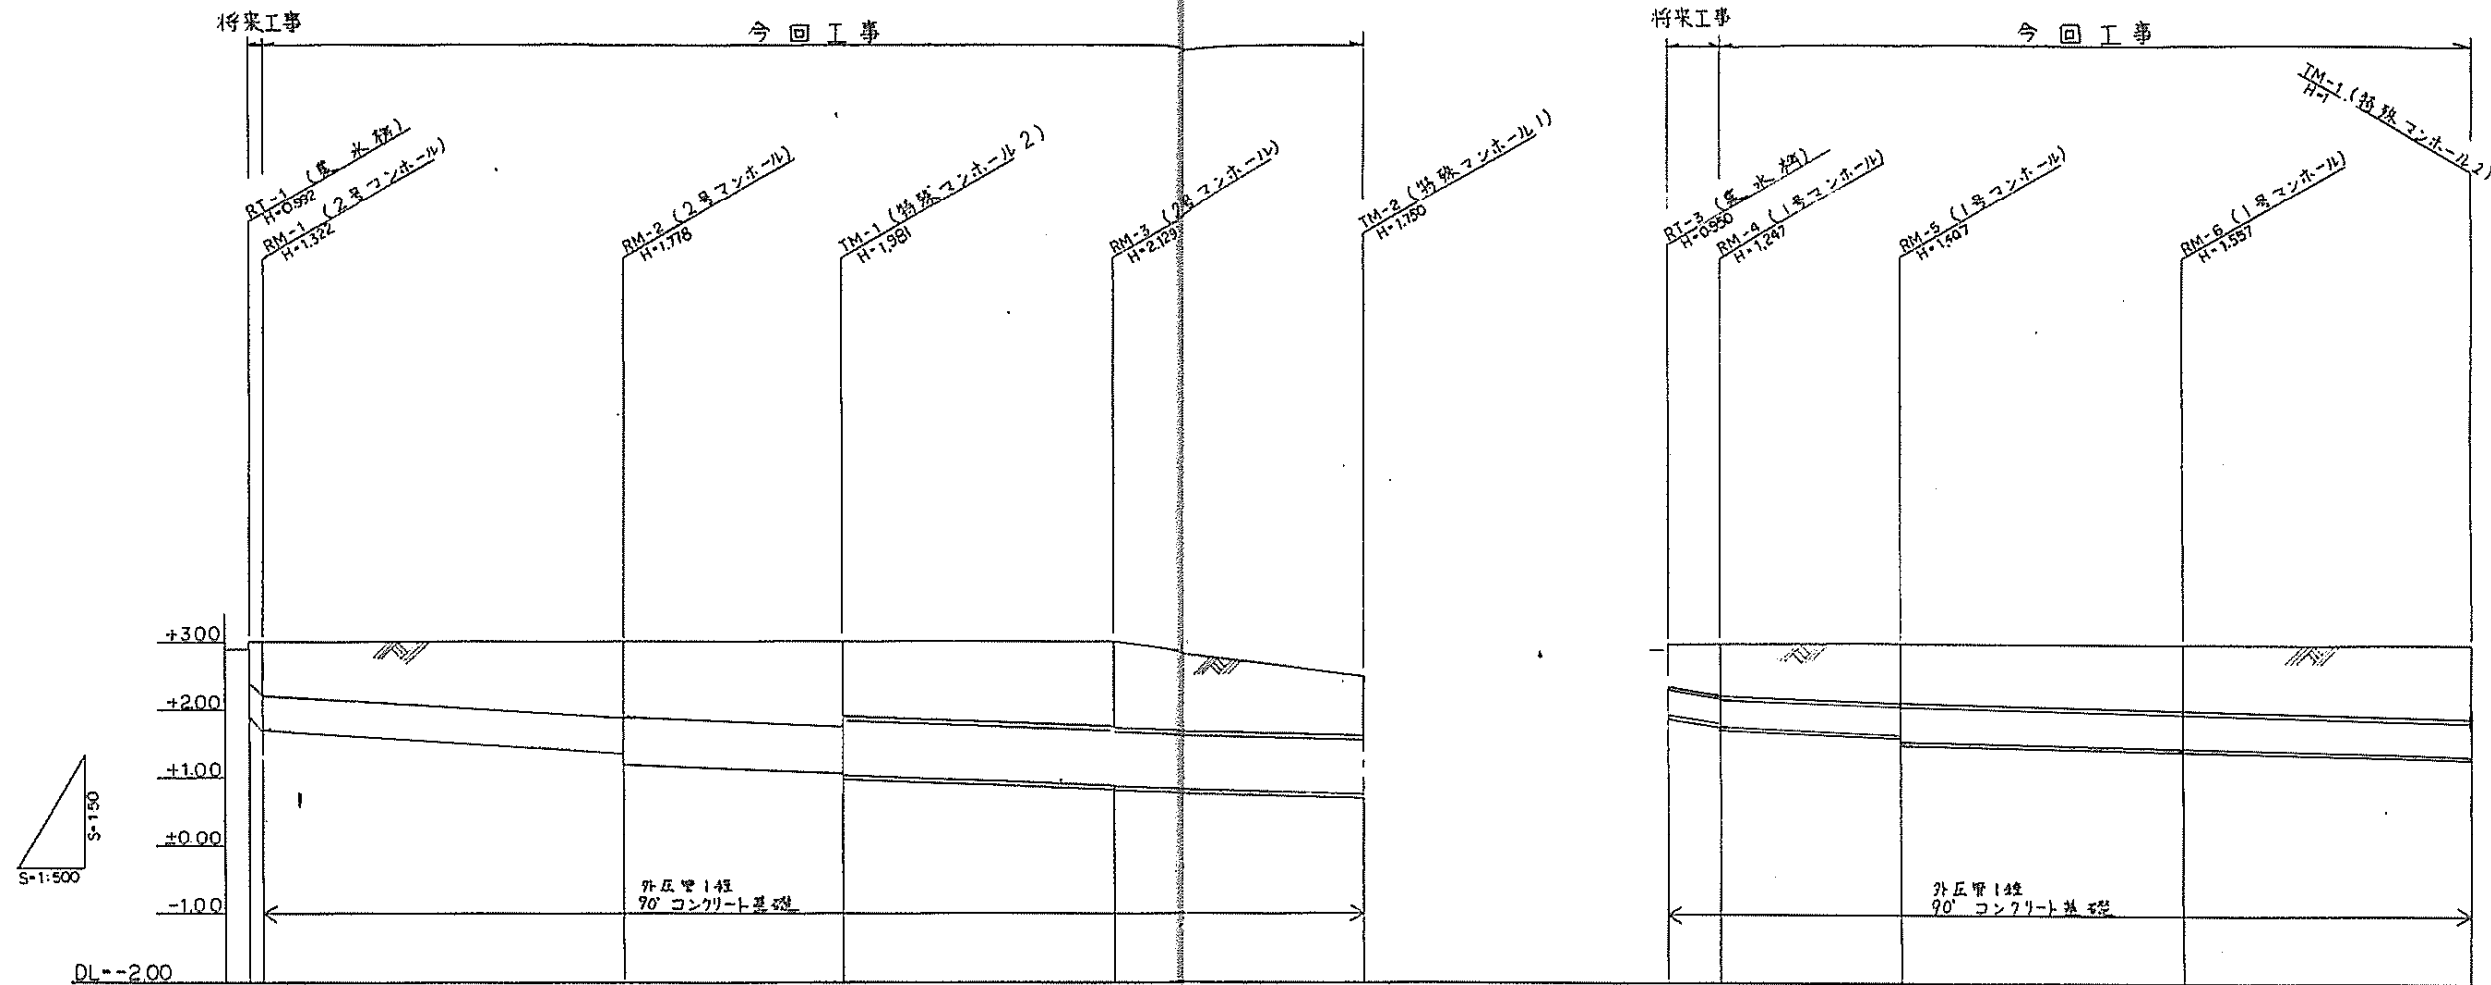 将来工事
今回工事
将来工事
今回工事
RT-1 (集水桝)
H=0.992
RM-1 (2号マンホール)
H=1.322
RM-2 (2号マンホール)
H=1.778
TM-1 (特殊マンホール2)
H=1.981
RM-3 (2号マンホール)
H=2.129
TM-2 (特殊マンホール1)
H=1.750
RT-3 (集水桝)
H=0.950
RM-4 (1号マンホール)
H=1.247
RM-5 (1号マンホール)
H=1.407
RM-6 (1号マンホール)
H=1.557
TM-1 (特殊マンホール2)
H=1
+3.00
+2.00
+1.00
±0.00
-1.00
DL=-2.00
S=1:50
S=1:500
外圧管1種
90° コンクリート基礎
外圧管1種
90° コンクリート基礎